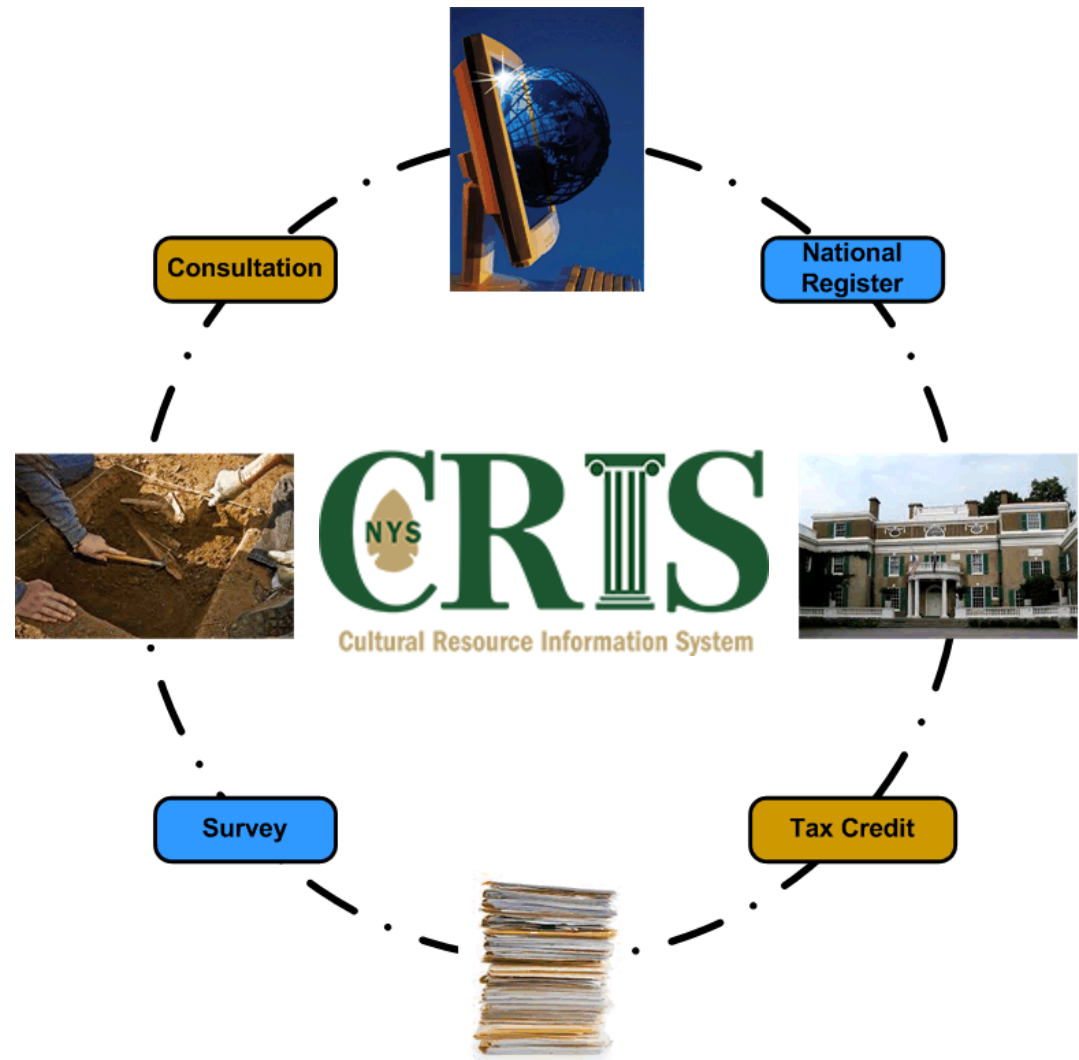 Consultation
National
Register
NYS
CRIS
Cultural Resource Information System
Survey
Tax Credit